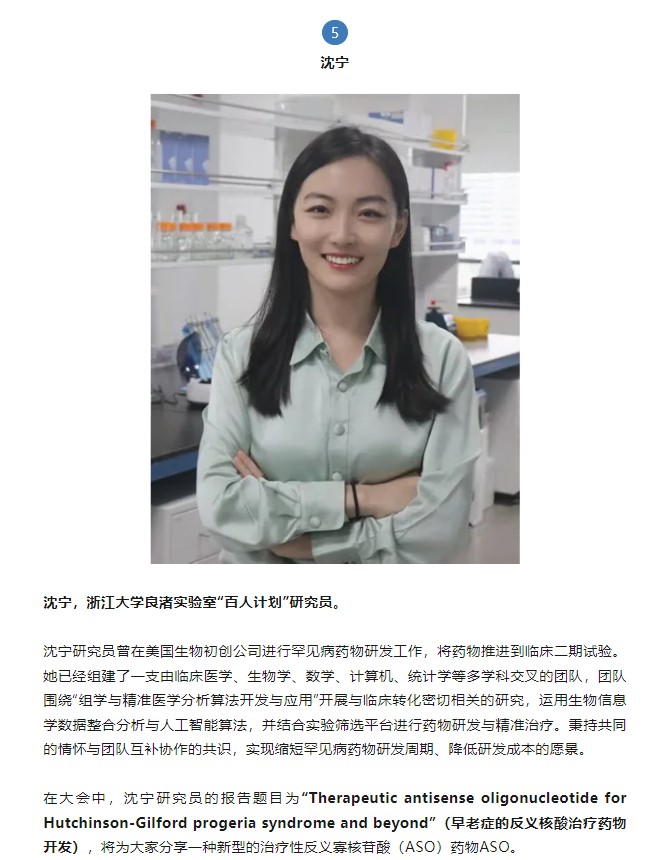 5
沈宁
沈宁，浙江大学良渚实验室“百人计划”研究员。
沈宁研究员曾在美国生物初创公司进行罕见病药物研发工作，将药物推进到临床二期试验。
她已经组建了一支由临床医学、生物学、数学、计算机、统计学等多学科交叉的团队，团队
围绕“组学与精准医学分析算法开发与应用”开展与临床转化密切相关的研究，运用生物信息
学数据整合分析与人工智能算法，并结合实验筛选平台进行药物研发与精准治疗。秉持共同
的情怀与团队互补协作的共识，实现缩短罕见病药物研发周期、降低研发成本的愿景。
在大会中，沈宁研究员的报告题目为“Therapeutic antisense oligonucleotide for
Hutchinson-Gilford progeria syndrome and beyond”（早老症的反义核酸治疗药物
开发），将为大家分享一种新型的治疗性反义寡核苷酸（ASO）药物ASO。